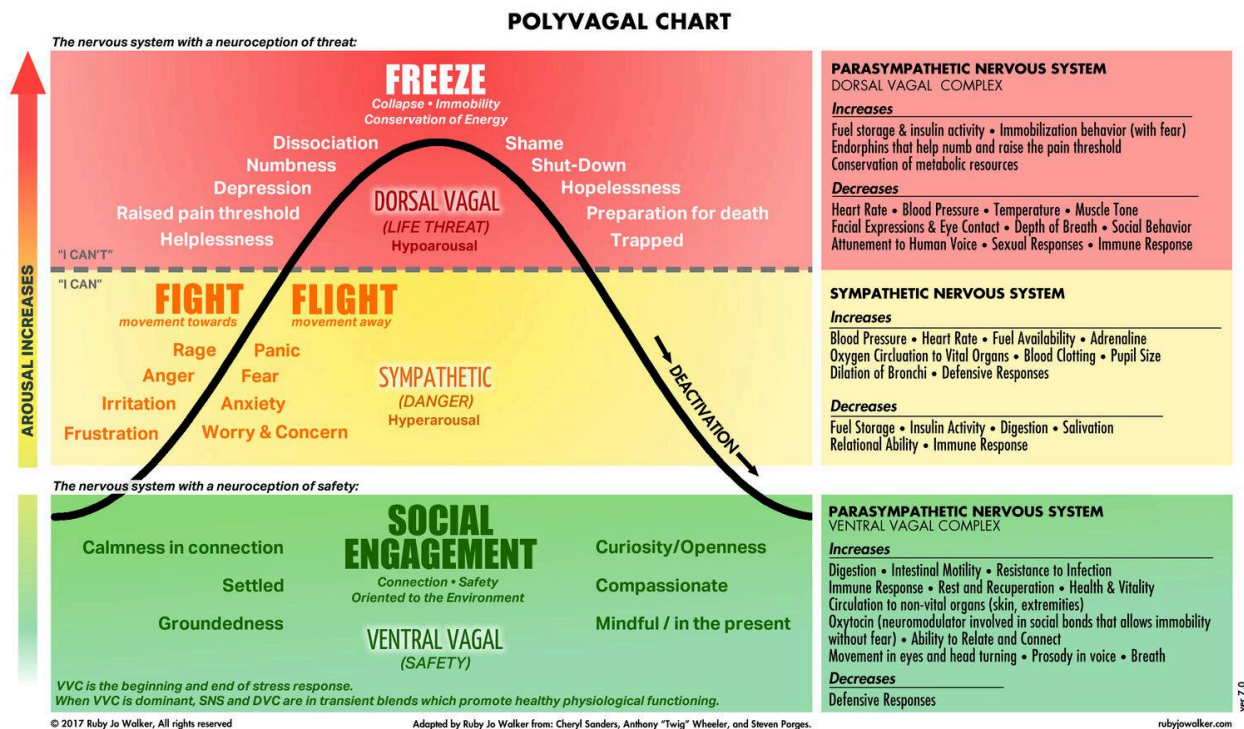 POLYVAGAL CHART
The nervous system with a neuroception of threat:
AROUSAL INCREASES
FREEZE
Collapse • Immobility
Conservation of Energy
Dissociation
Numbness
Depression
Raised pain threshold
Helplessness
Shame
Shut-Down
Hopelessness
Preparation for death
Trapped
DORSAL VAGAL
(LIFE THREAT)
Hypoarousal
"I CAN'T"
"I CAN"
FIGHT
movement towards
FLIGHT
movement away
Rage
Panic
Anger
Fear
Irritation
Anxiety
Frustration
Worry & Concern
SYMPATHETIC
(DANGER)
Hyperarousal
DEACTIVATION
The nervous system with a neuroception of safety:
SOCIAL
ENGAGEMENT
Connection • Safety
Oriented to the Environment
Calmness in connection
Settled
Groundedness
Curiosity/Openness
Compassionate
Mindful / in the present
VENTRAL VAGAL
(SAFETY)
VVC is the beginning and end of stress response.
When VVC is dominant, SNS and DVC are in transient blends which promote healthy physiological functioning.
PARASYMPATHETIC NERVOUS SYSTEM
DORSAL VAGAL COMPLEX
Increases
Fuel storage & insulin activity • Immobilization behavior (with fear)
Endorphins that help numb and raise the pain threshold
Conservation of metabolic resources
Decreases
Heart Rate • Blood Pressure • Temperature • Muscle Tone
Facial Expressions & Eye Contact • Depth of Breath • Social Behavior
Attunement to Human Voice • Sexual Responses • Immune Response
SYMPATHETIC NERVOUS SYSTEM
Increases
Blood Pressure • Heart Rate • Fuel Availability • Adrenaline
Oxygen Circluation to Vital Organs • Blood Clotting • Pupil Size
Dilation of Bronchi • Defensive Responses
Decreases
Fuel Storage • Insulin Activity • Digestion • Salivation
Relational Ability • Immune Response
PARASYMPATHETIC NERVOUS SYSTEM
VENTRAL VAGAL COMPLEX
Increases
Digestion • Intestinal Motility • Resistance to Infection
Immune Response • Rest and Recuperation • Health & Vitality
Circulation to non-vital organs (skin, extremities)
Oxytocin (neuromodulator involved in social bonds that allows immobility
without fear) • Ability to Relate and Connect
Movement in eyes and head turning • Prosody in voice • Breath
Decreases
Defensive Responses
ver 7.0
© 2017 Ruby Jo Walker, All rights reserved
Adapted by Ruby Jo Walker from: Cheryl Sanders, Anthony "Twig" Wheeler, and Steven Porges.
rubyjowalker.com